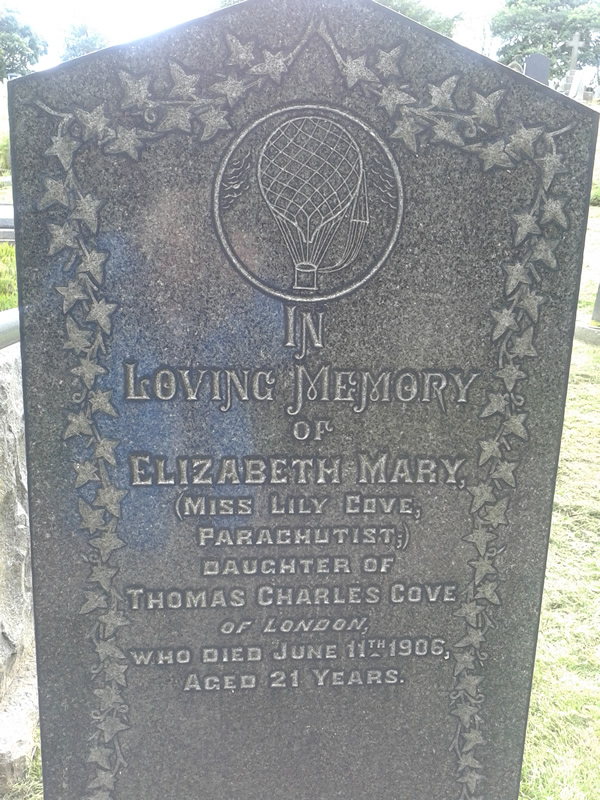 IN
LOVING MEMORY
OF
ELIZABETH MARY,
(MISS LILY COVE,
PARACHUTIST;)
DAUGHTER OF
THOMAS CHARLES COVE
OF LONDON,
WHO DIED JUNE 11TH 1906,
AGED 21 YEARS.